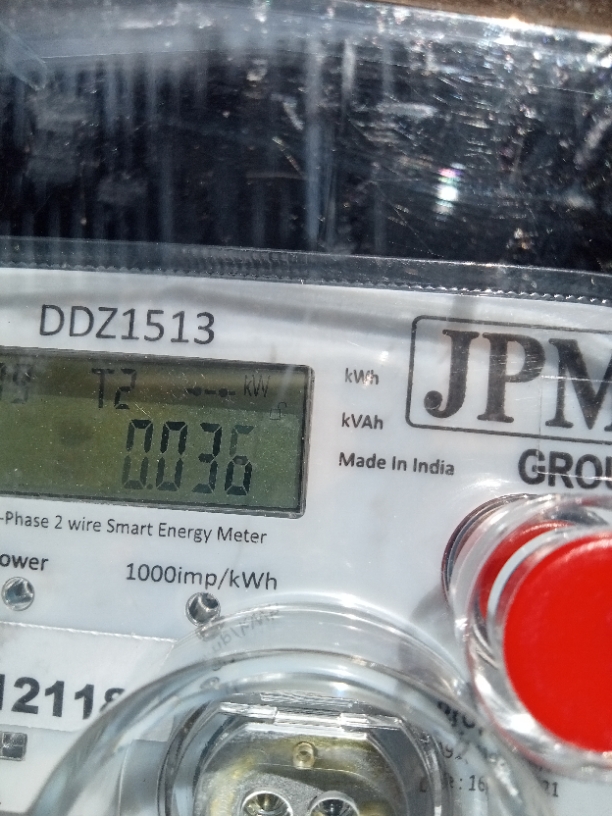 DDZ1513
JPM
GROU
T2 kW
0.036
kWh
kVAh
Made In India
-Phase 2 wire Smart Energy Meter
ower
1000imp/kWh